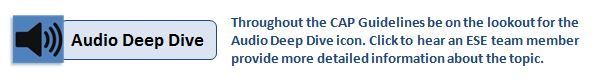 Audio Deep Dive
Throughout the CAP Guidelines be on the lookout for the
Audio Deep Dive icon. Click to hear an ESE team member
provide more detailed information about the topic.